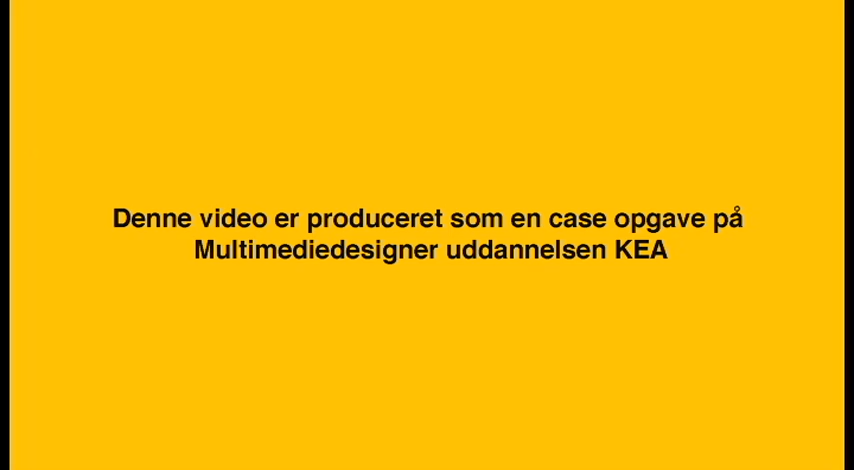 Denne video er produceret som en case opgave på
Multimediedesigner uddannelsen KEA